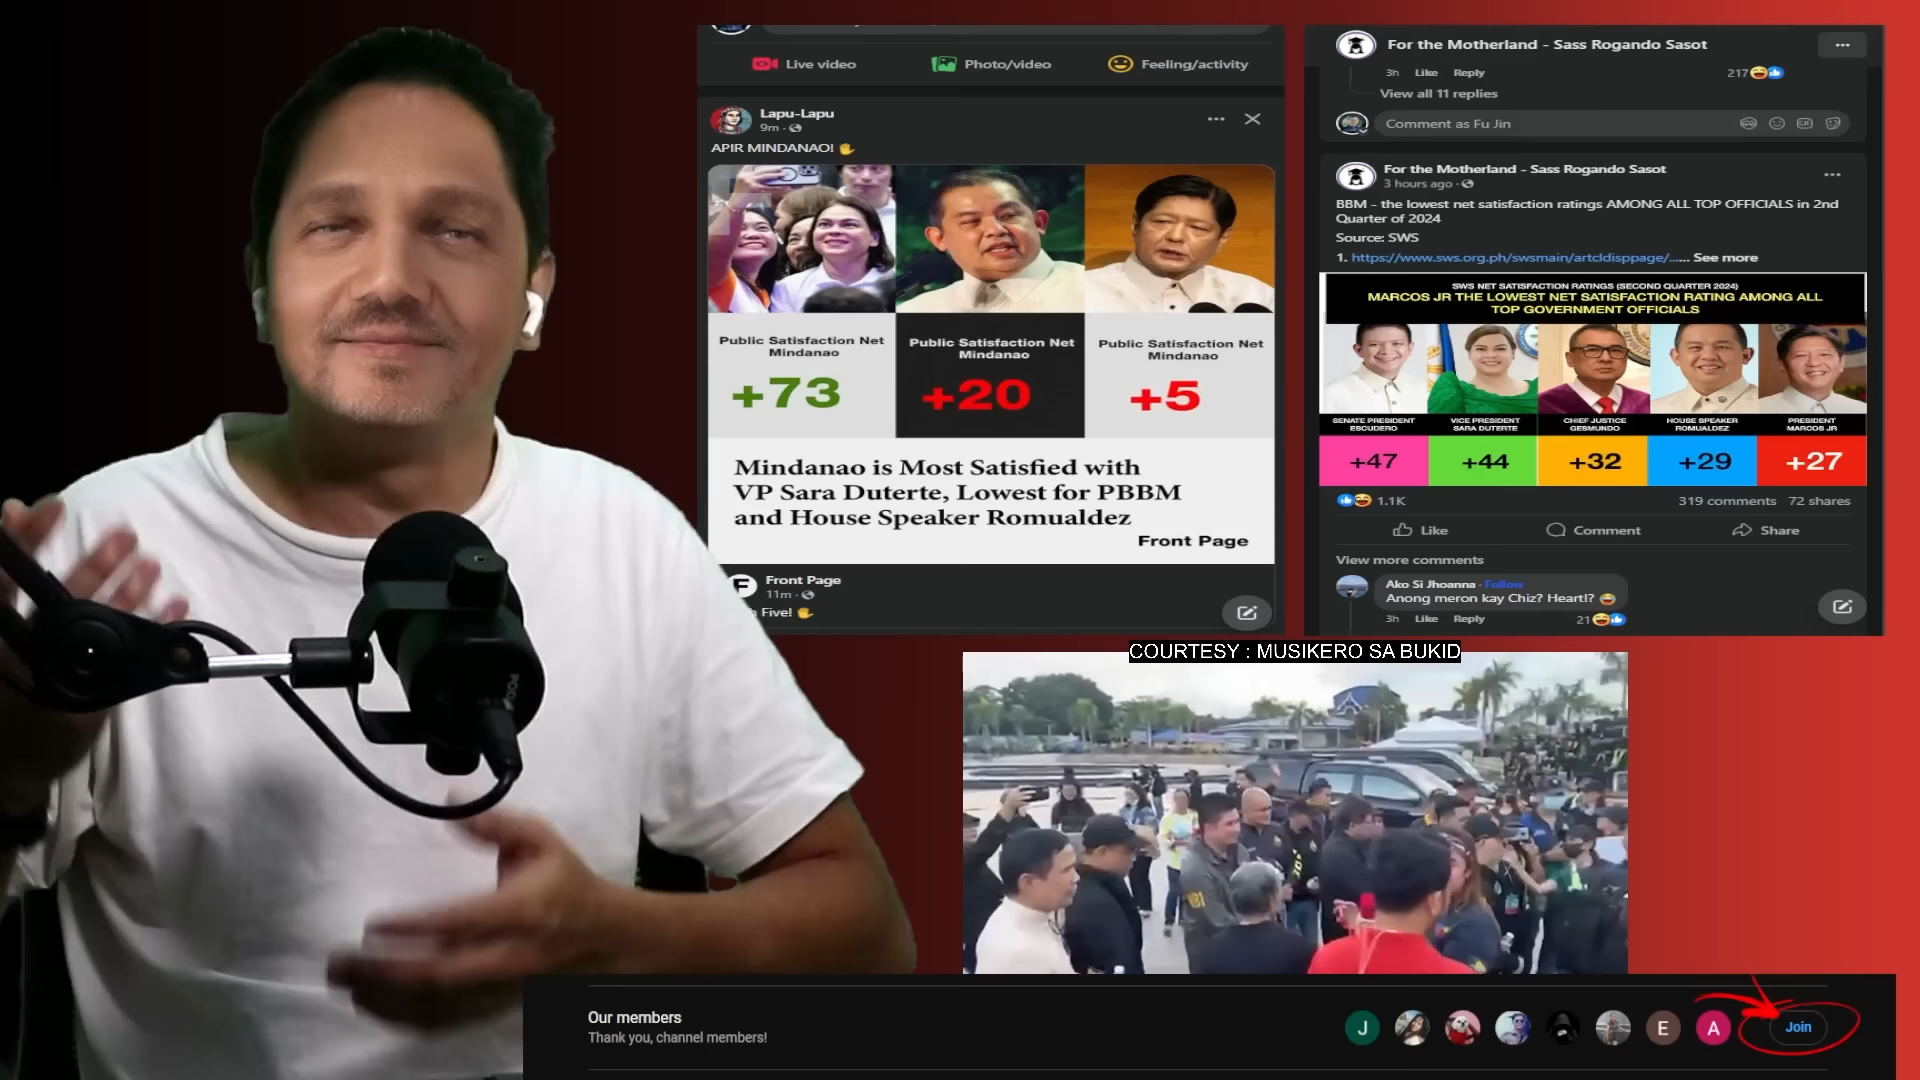 Live video
Photo/video
Feeling/activity
Lapu-Lapu
9m
APIR MINDANAO!
Public Satisfaction Net
Mindanao
+73
Public Satisfaction Net
Mindanao
+20
Public Satisfaction Net
Mindanao
+5
Mindanao is Most Satisfied with
VP Sara Duterte, Lowest for PBBM
and House Speaker Romualdez
Front Page
F
Front Page
11m
Five!
For the Motherland - Sass Rogando Sasot
3h Like Reply
217
View all 11 replies
Comment as Fu Jin
GIF
For the Motherland - Sass Rogando Sasot
3 hours ago
BBM - the lowest net satisfaction ratings AMONG ALL TOP OFFICIALS in 2nd
Quarter of 2024
Source: SWS
1. https://www.sws.org.ph/swsmain/artcldisppage/...... See more
SWS NET SATISFACTION RATINGS (SECOND QUARTER 2024)
MARCOS JR THE LOWEST NET SATISFACTION RATING AMONG ALL
TOP GOVERNMENT OFFICIALS
SENATE PRESIDENT
ESCUDERO
VICE PRESIDENT
SARA DUTERTE
CHIEF JUSTICE
GESMUNDO
HOUSE SPEAKER
ROMUALDEZ
PRESIDENT
MARCOS JR
+47
+44
+32
+29
+27
1.1K
319 comments 72 shares
Like
Comment
Share
View more comments
Ako Si Jhoanna · Follow
Anong meron kay Chiz? Heart!?
3h Like Reply
21
COURTESY : MUSIKERO SA BUKID
NBI
Our members
Thank you, channel members!
J
E
A
Join